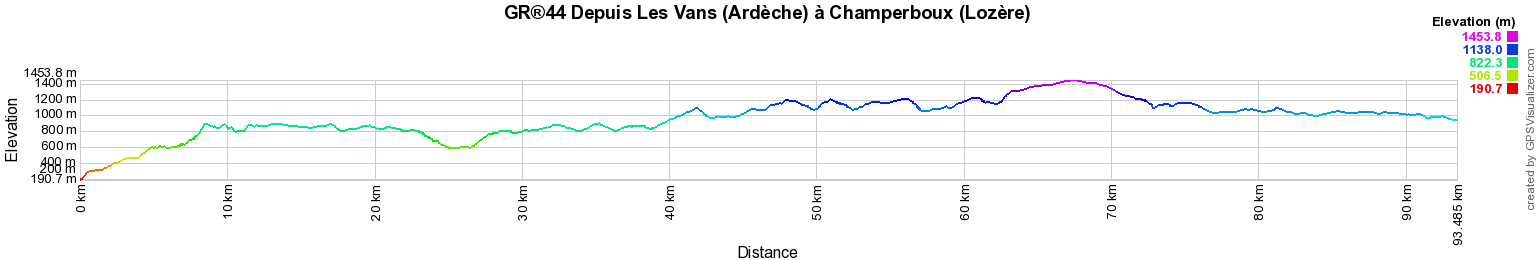 GR®44 Depuis Les Vans (Ardèche) à Champerboux (Lozère)
Elevation (m)
1453.8
1138.0
822.3
506.5
190.7
1453.8 m
1400 m
1200 m
1000 m
800 m
600 m
400 m
200 m
190.7 m
Elevation
0 km
10 km
20 km
30 km
40 km
50 km
60 km
70 km
80 km
90 km
93.485 km
Distance
created by GPSVisualizer.com